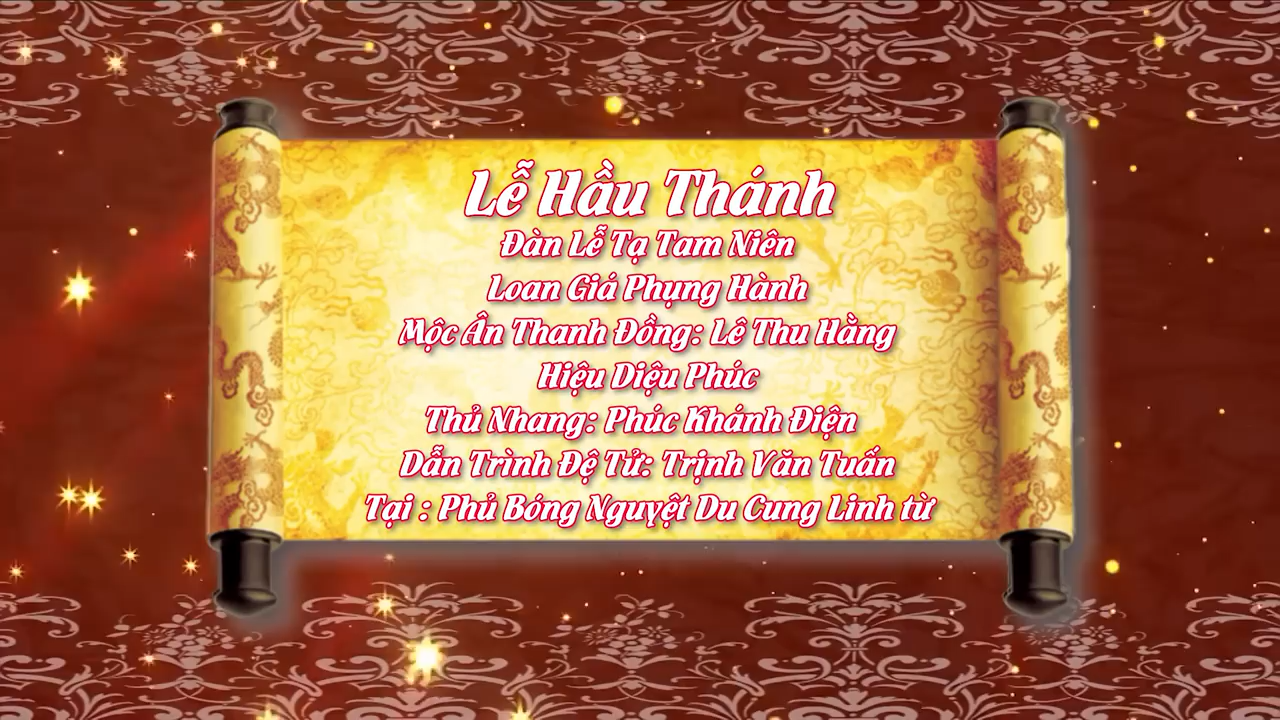 Lễ Hầu Thánh
Đàn Lễ Tạ Tam Niên
Loan Giá Phụng Hành
Mộc Ân Thanh Đồng: Lê Thu Hằng
Hiệu Diệu Phúc
Thủ Nhang: Phúc Khánh Điện
Dẫn Trình Đệ Tử: Trịnh Văn Tuấn
Tại : Phủ Bóng Nguyệt Du Cung Linh từ